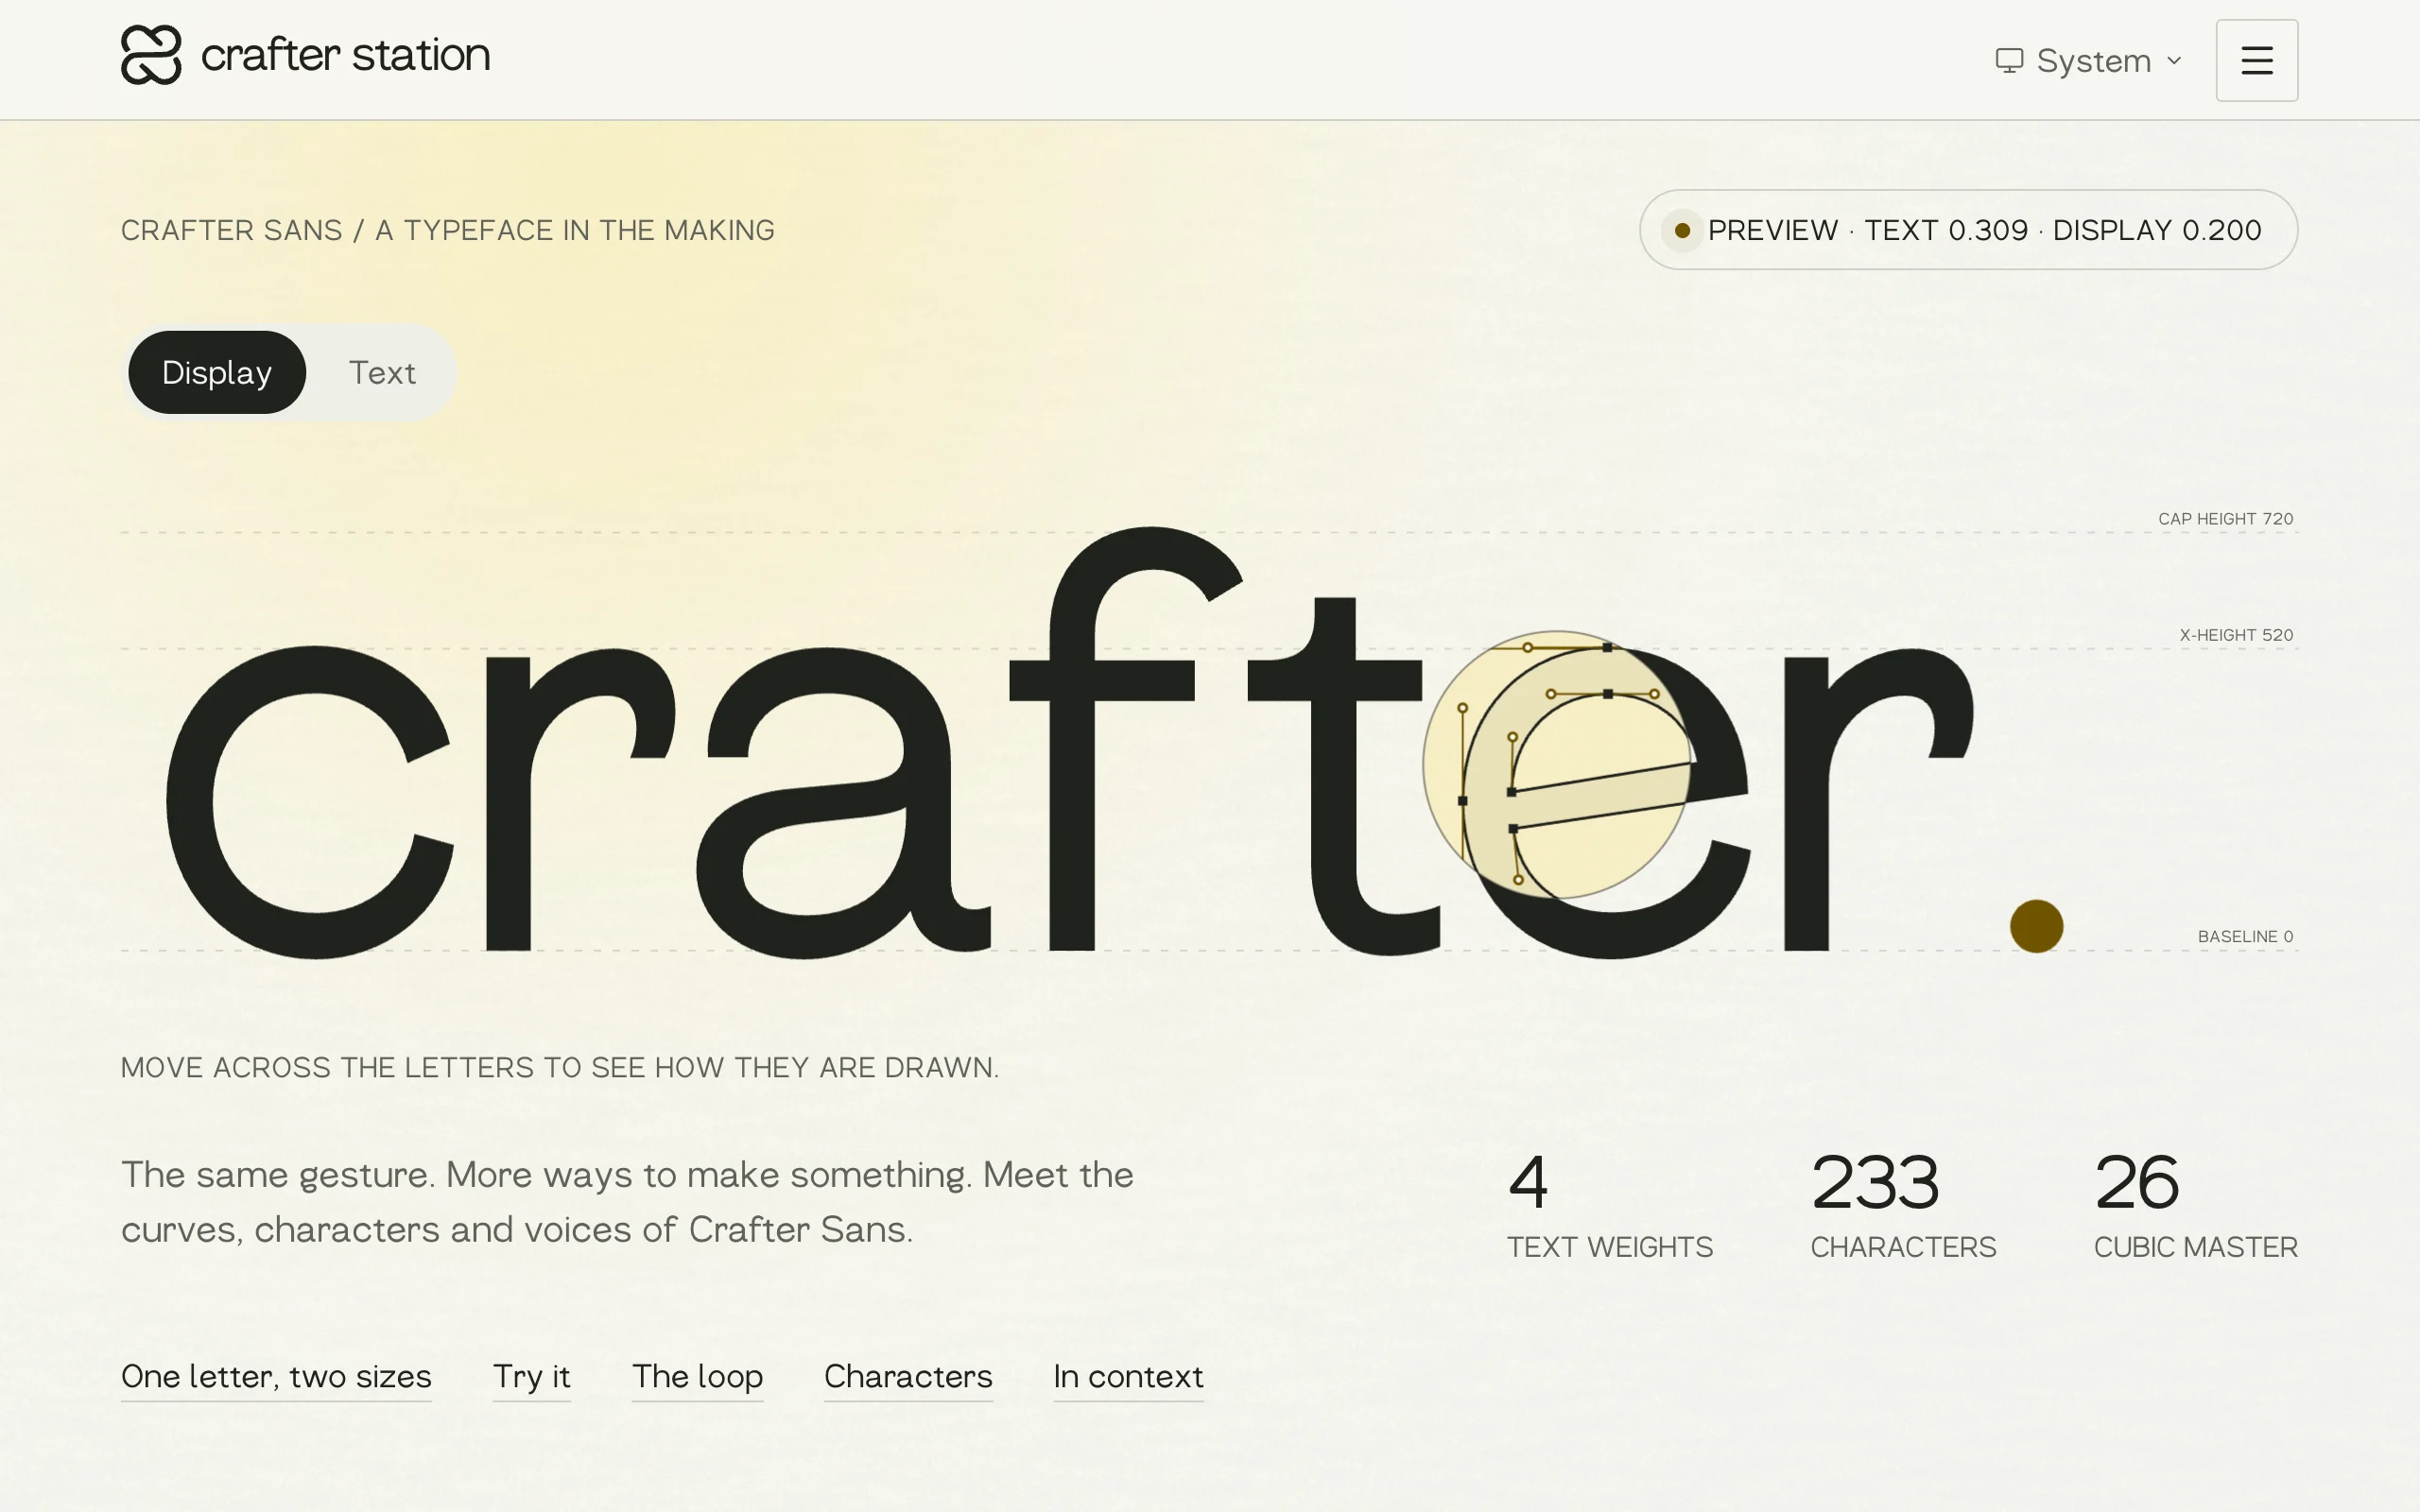 crafter station
System
CRAFTER SANS / A TYPEFACE IN THE MAKING
PREVIEW · TEXT 0.309 · DISPLAY 0.200
Display
Text
CAP HEIGHT 720
X-HEIGHT 520
crafter.
BASELINE 0
MOVE ACROSS THE LETTERS TO SEE HOW THEY ARE DRAWN.
The same gesture. More ways to make something. Meet the
curves, characters and voices of Crafter Sans.
4
TEXT WEIGHTS
233
CHARACTERS
26
CUBIC MASTER
One letter, two sizes
Try it
The loop
Characters
In context